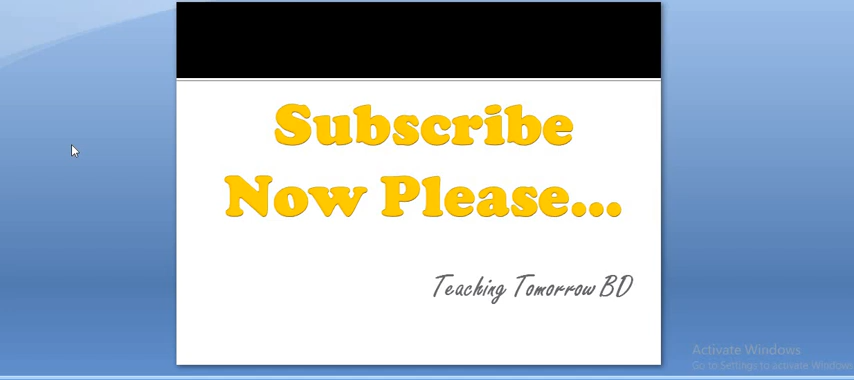 Subscribe
Now Please...
Teaching Tomorrow BD
Activate Windows
Go to Settings to activate Windows